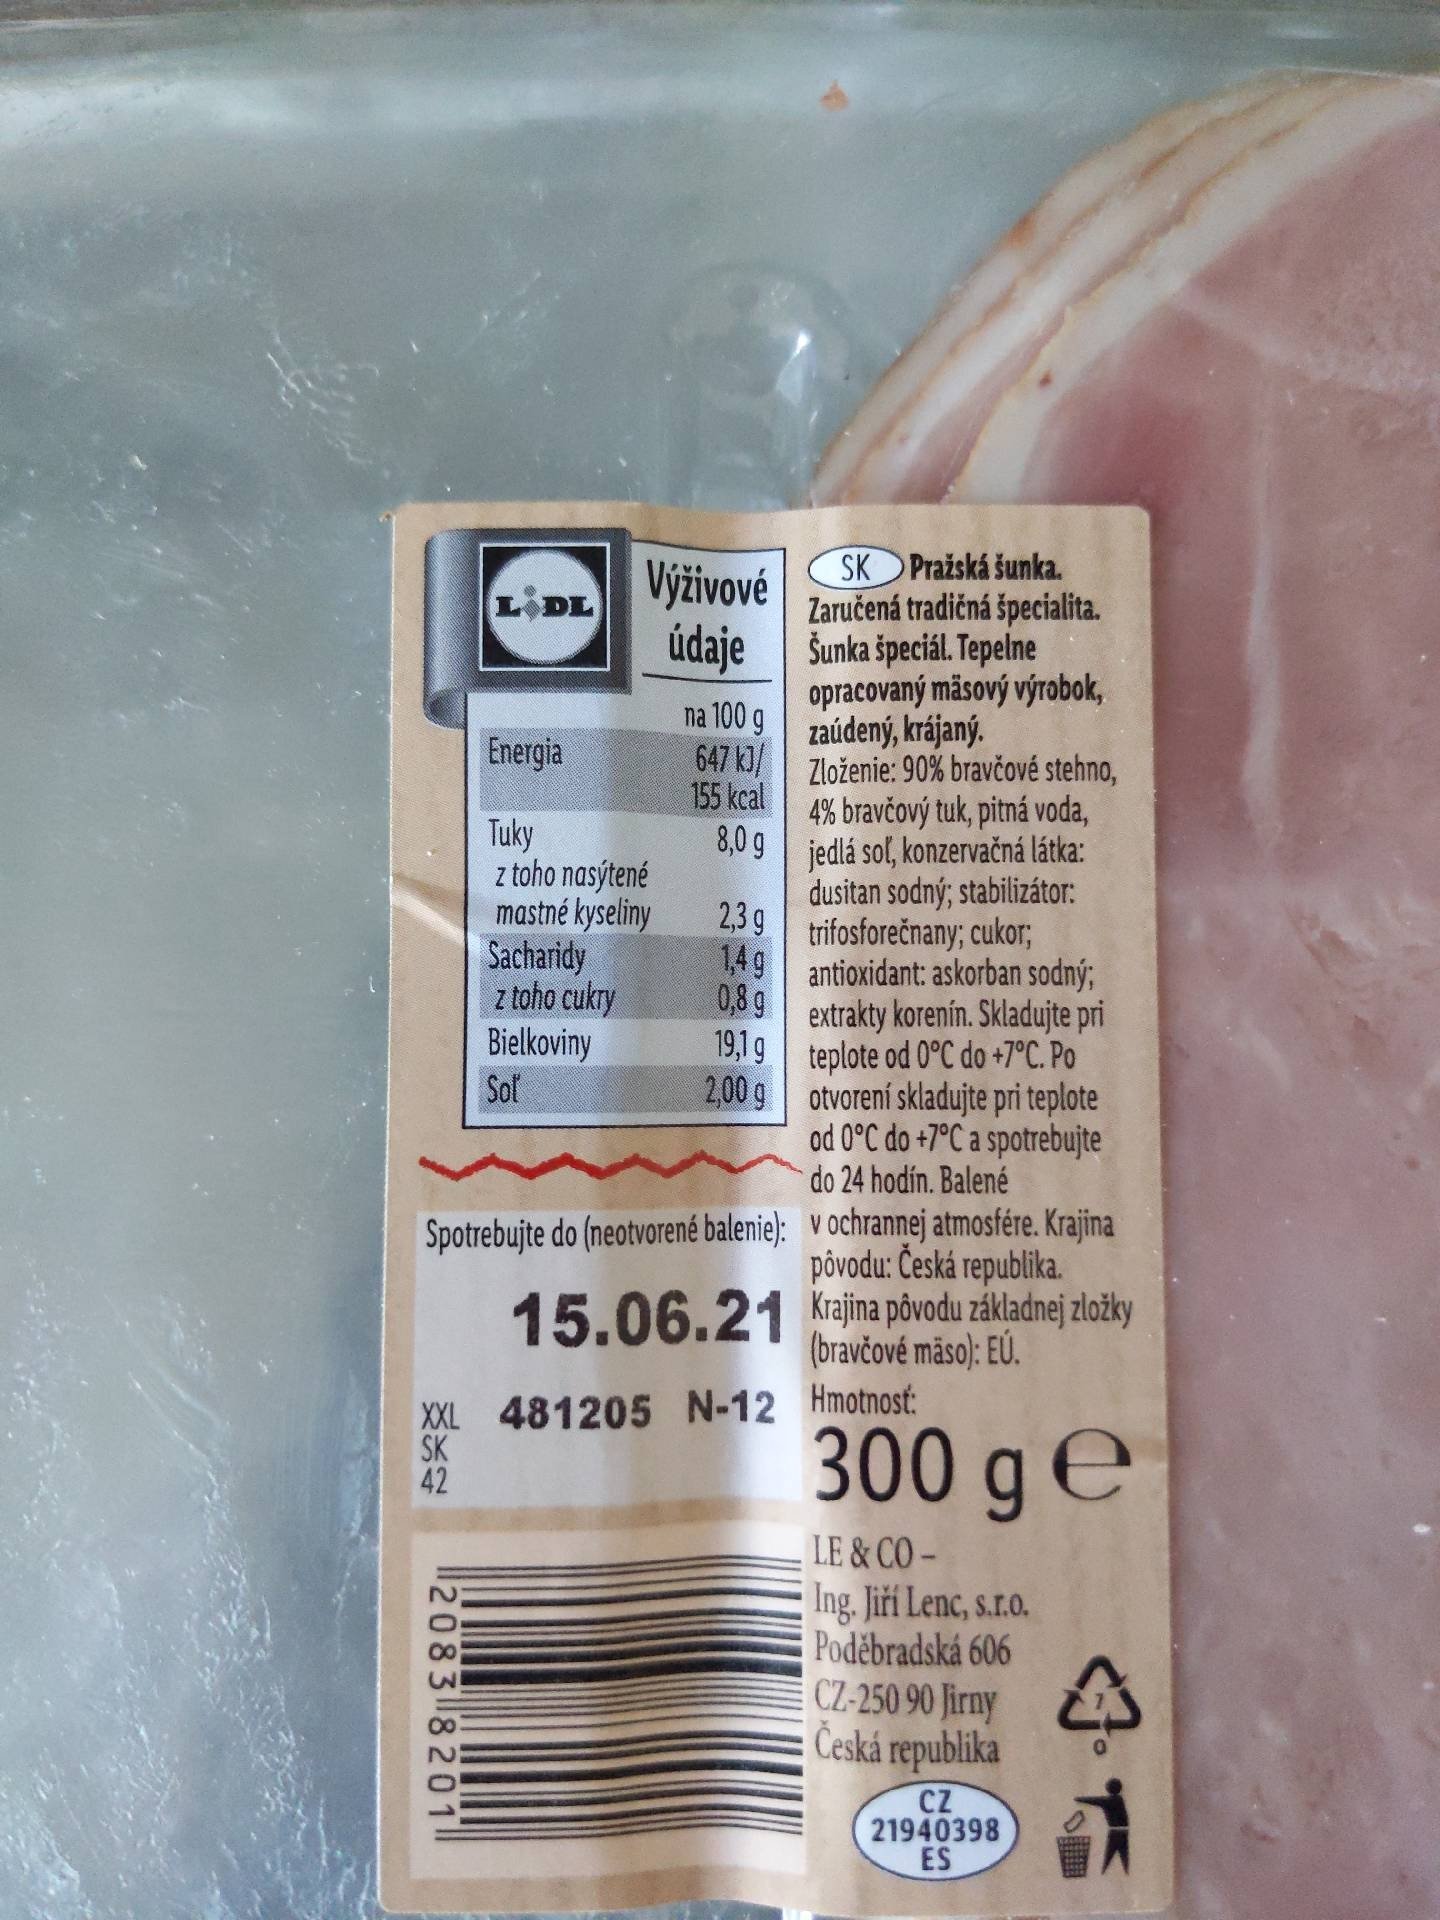 LIDL
Výživové
údaje
na 100 g
Energia 647 kJ/
155 kcal
Tuky 8,0 g
z toho nasýtené
mastné kyseliny 2,3 g
Sacharidy 1,4 g
z toho cukry 0,8 g
Bielkoviny 19,1 g
Soľ 2,00 g
Spotrebujte do (neotvorené balenie):
15.06.21
XXL 481205 N-12
SK
42
2083 8201
SK Pražská šunka.
Zaručená tradičná špecialita.
Šunka špeciál. Tepelne
opracovaný mäsový výrobok,
zaúdený, krájaný.
Zloženie: 90% bravčové stehno,
4% bravčový tuk, pitná voda,
jedlá soľ, konzervačná látka:
dusitan sodný; stabilizátor:
trifosforečnany; cukor;
antioxidant: askorban sodný;
extrakty korenín. Skladujte pri
teplote od 0°C do +7°C. Po
otvorení skladujte pri teplote
od 0°C do +7°C a spotrebujte
do 24 hodín. Balené
v ochrannej atmosfére. Krajina
pôvodu: Česká republika.
Krajina pôvodu základnej zložky
(bravčové mäso): EÚ.
Hmotnosť:
300 g e
LE & CO –
Ing. Jiří Lenc, s.r.o.
Poděbradská 606
CZ-250 90 Jirny
Česká republika
7
O
CZ
21940398
ES